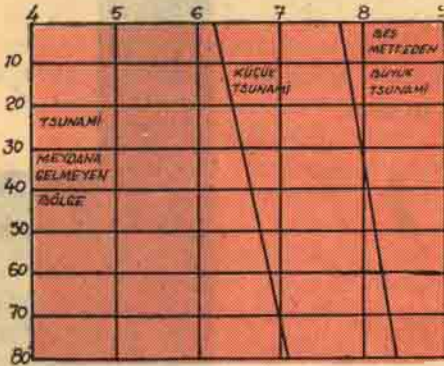 4 5 6 7 8 9
10
20
30
40
50
60
70
80
TSUNAMİ
MEYDANA
GELMEYEN
BÖLGE
KÜÇÜK
TSUNAMİ
BEŞ
METREDEN
BÜYÜK
TSUNAMİ